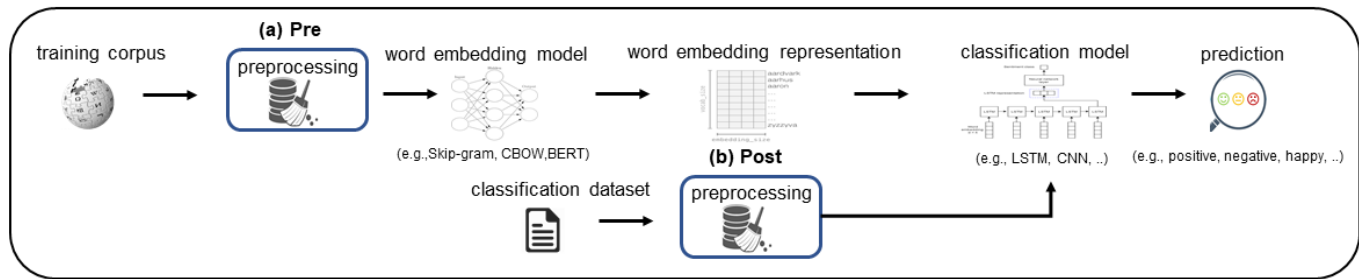 (a) Pre
training corpus
preprocessing
word embedding model
(e.g.,Skip-gram, CBOW,BERT)
word embedding representation
aardvark
aarhus
aaron
zyzzyva
embedding_size
classification model
(e.g., LSTM, CNN, ..)
prediction
(e.g., positive, negative, happy, ..)
(b) Post
classification dataset
preprocessing